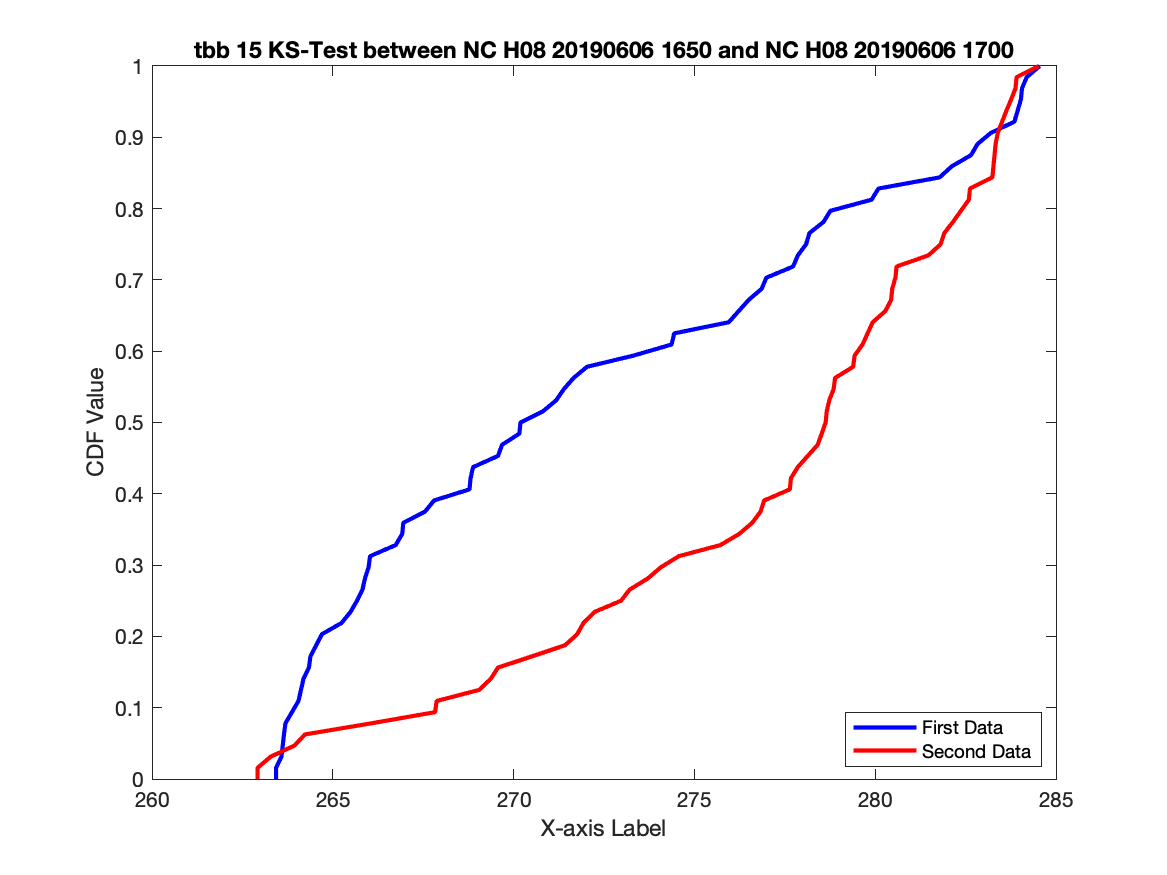 tbb 15 KS-Test between NC H08 20190606 1650 and NC H08 20190606 1700
1
0.9
0.8
0.7
0.6
0.5
0.4
0.3
0.2
0.1
0
CDF Value
First Data
Second Data
260 265 270 275 280 285
X-axis Label